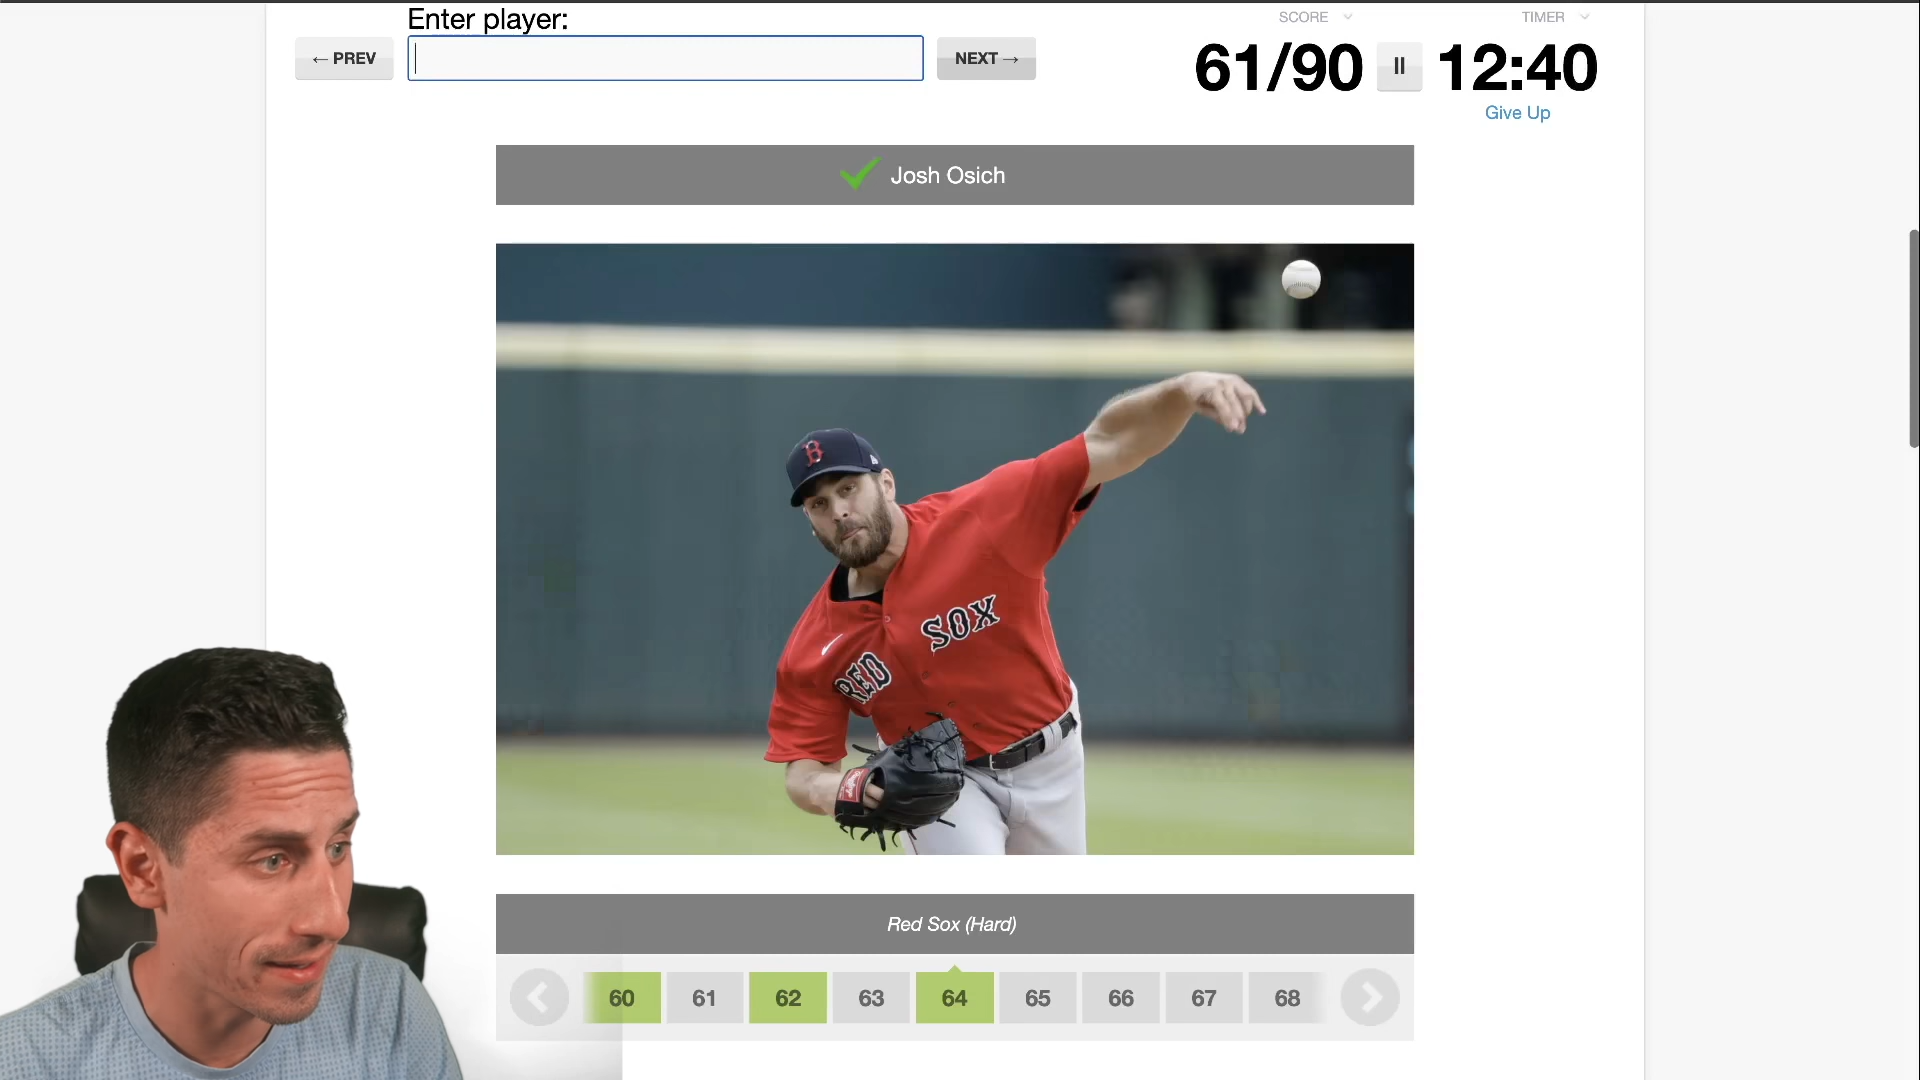 Enter player:
← PREV
NEXT →
SCORE
TIMER
61/90
12:40
Give Up
Josh Osich
B
RED SOX
Red Sox (Hard)
60 61 62 63 64 65 66 67 68